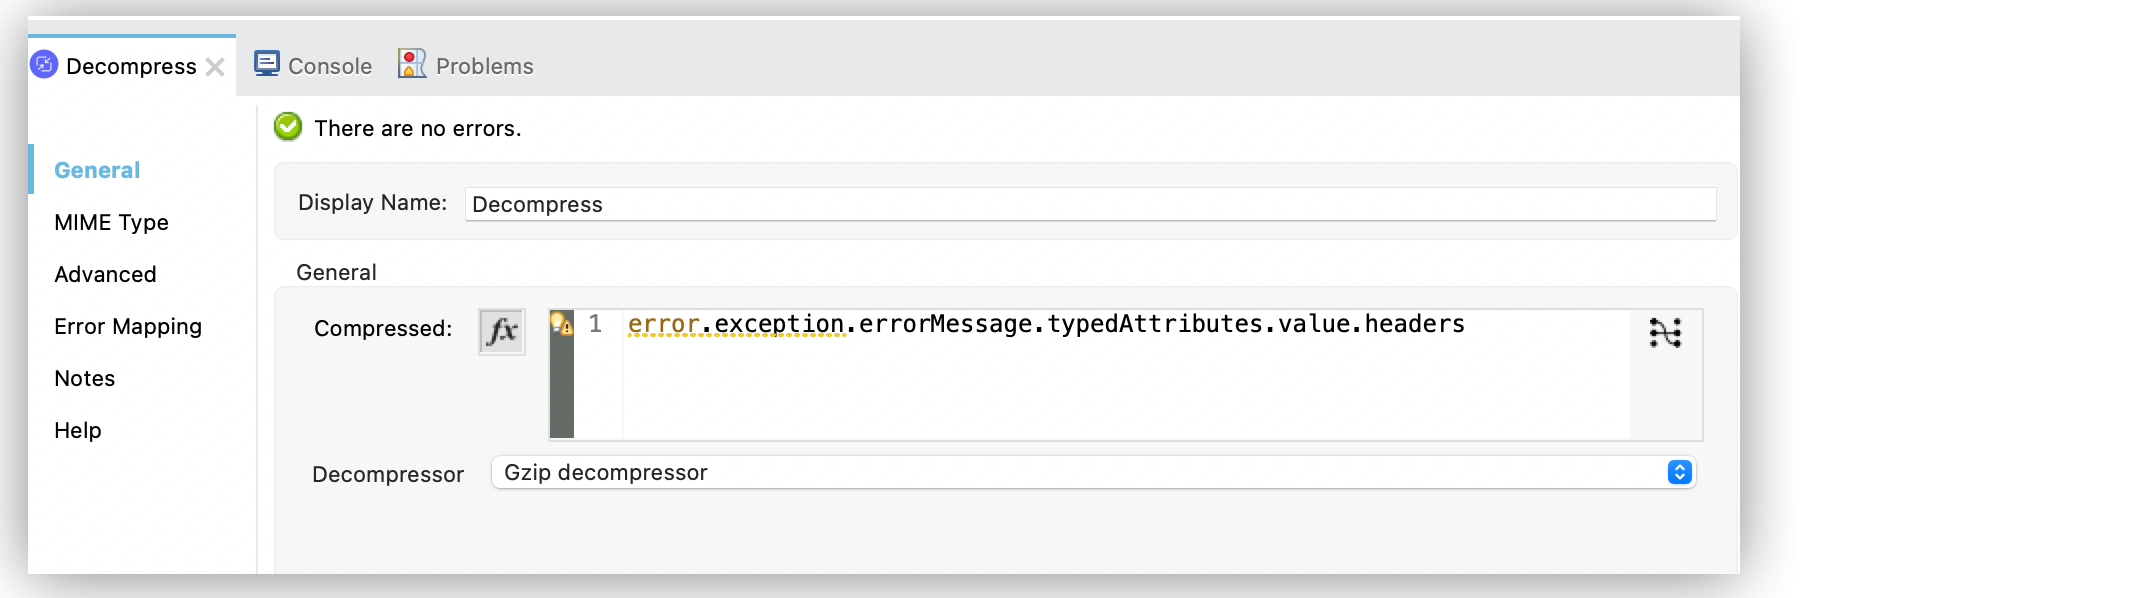 Decompress
Console
Problems
There are no errors.
General
MIME Type
Advanced
Error Mapping
Notes
Help
Display Name: Decompress
General
Compressed: fx 1 error.exception.errorMessage.typedAttributes.value.headers
Decompressor Gzip decompressor